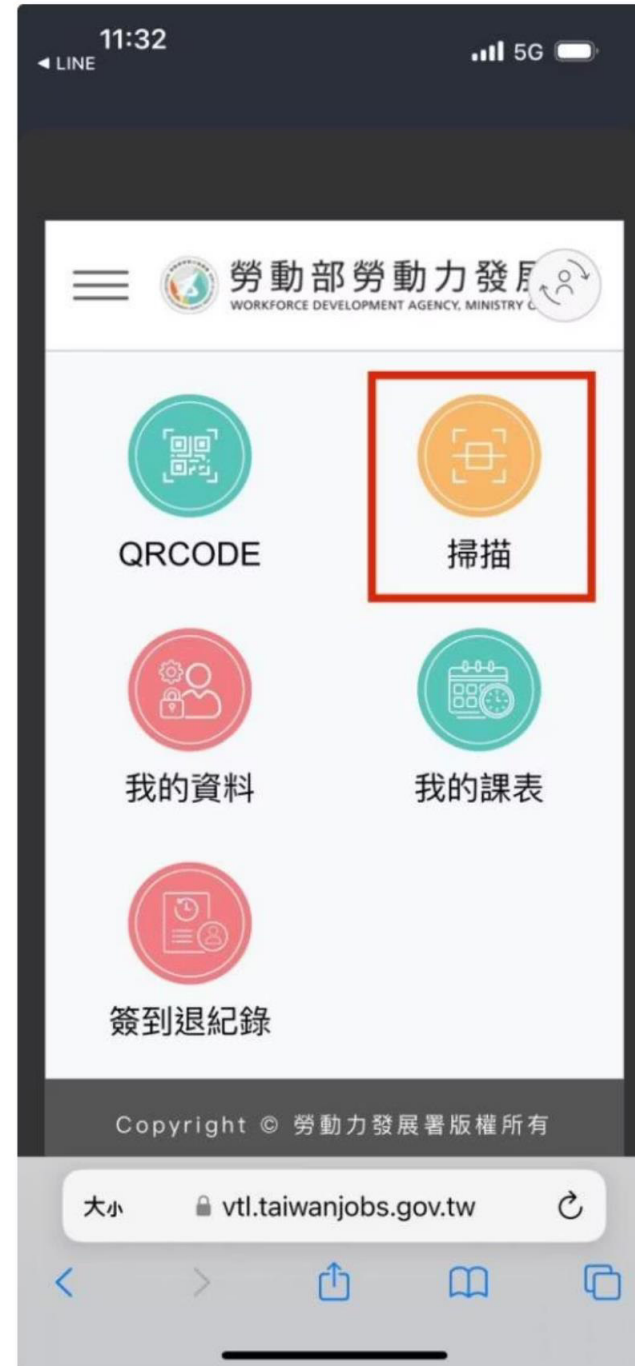 11:32
◀ LINE
5G
勞動部勞動力發展
WORKFORCE DEVELOPMENT AGENCY, MINISTRY
QRCODE
掃描
我的資料
我的課表
簽到退紀錄
Copyright © 勞動力發展署版權所有
大小
vtl.taiwanjobs.gov.tw